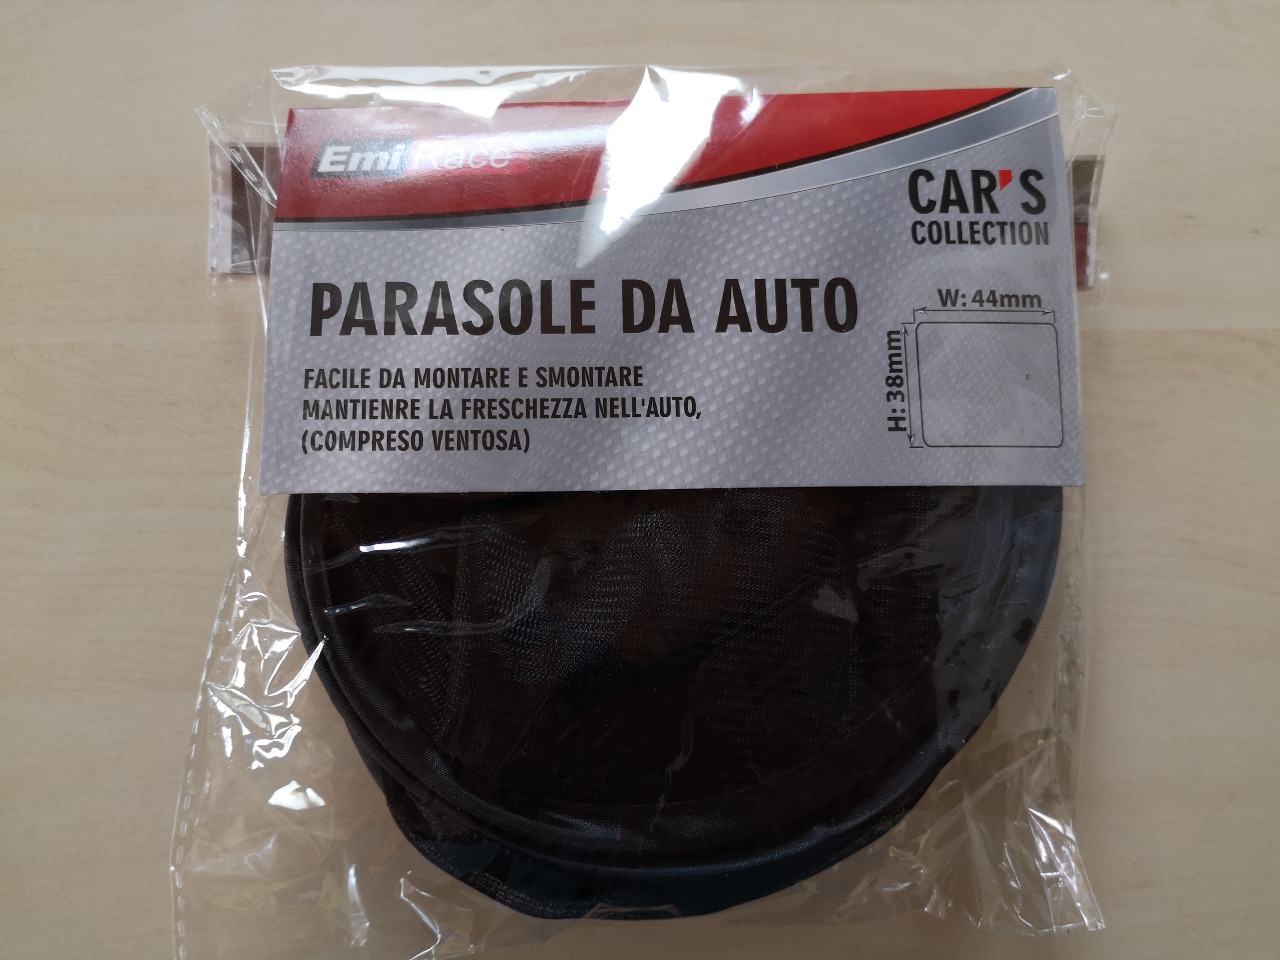 Emi Race
CAR'S
COLLECTION
PARASOLE DA AUTO
W: 44mm
H: 38mm
FACILE DA MONTARE E SMONTARE
MANTIENRE LA FRESCHEZZA NELL'AUTO,
(COMPRESO VENTOSA)